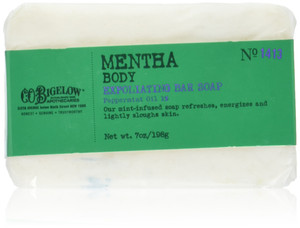 MENTHA
BODY
Nº 1413
EXFOLIATING BAR SOAP
Peppermint Oil 1%
Our mint-infused soap refreshes, energizes and
lightly sloughs skin.
Net wt. 7oz/198g
C.O. BIGELOW
APOTHECARIES